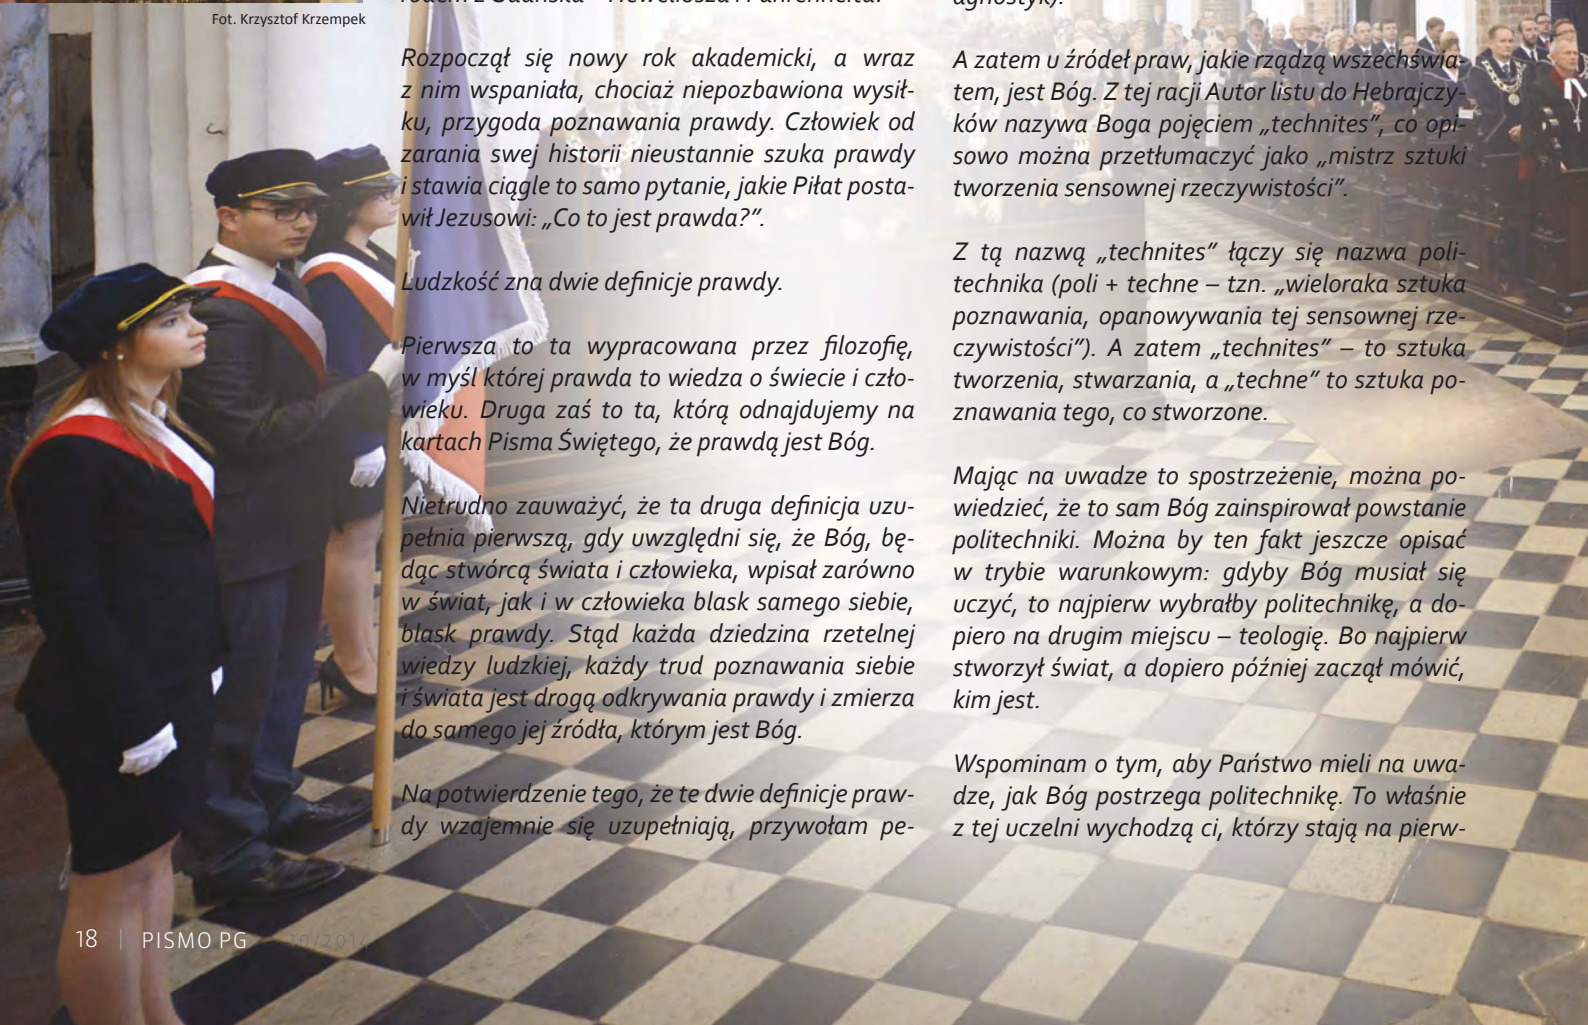 Fot. Krzysztof Krzempek
Rozpoczął się nowy rok akademicki, a wraz
z nim wspaniała, chociaż niepozbawiona wysił-
ku, przygoda poznawania prawdy. Człowiek od
zarania swej historii nieustannie szuka prawdy
i stawia ciągle to samo pytanie, jakie Piłat posta-
wił Jezusowi: „Co to jest prawda?”.
Ludzkość zna dwie definicje prawdy.
Pierwsza to ta wypracowana przez filozofię,
w myśl której prawda to wiedza o świecie i czło-
wieku. Druga zaś to ta, którą odnajdujemy na
kartach Pisma Świętego, że prawdą jest Bóg.
Nietrudno zauważyć, że ta druga definicja uzu-
pełnia pierwszą, gdy uwzględni się, że Bóg, bę-
dąc stwórcą świata i człowieka, wpisał zarówno
w świat, jak i w człowieka blask samego siebie,
blask prawdy. Stąd każda dziedzina rzetelnej
wiedzy ludzkiej, każdy trud poznawania siebie
i świata jest drogą odkrywania prawdy i zmierza
do samego jej źródła, którym jest Bóg.
Na potwierdzenie tego, że te dwie definicje praw-
dy wzajemnie się uzupełniają, przywołam pe-
agnostyk).
A zatem u źródeł praw, jakie rządzą wszechświa-
tem, jest Bóg. Z tej racji Autor listu do Hebrajczy-
ków nazywa Boga pojęciem „technites”, co opi-
sowo można przetłumaczyć jako „mistrz sztuki
tworzenia sensownej rzeczywistości”.
Z tą nazwą „technites” łączy się nazwa poli-
technika (poli + techne – tzn. „wieloraka sztuka
poznawania, opanowywania tej sensownej rze-
czywistości”). A zatem „technites” – to sztuka
tworzenia, stwarzania, a „techne” to sztuka po-
znawania tego, co stworzone.
Mając na uwadze to spostrzeżenie, można po-
wiedzieć, że to sam Bóg zainspirował powstanie
politechniki. Można by ten fakt jeszcze opisać
w trybie warunkowym: gdyby Bóg musiał się
uczyć, to najpierw wybrałby politechnikę, a do-
piero na drugim miejscu – teologię. Bo najpierw
stworzył świat, a dopiero później zaczął mówić,
kim jest.
Wspominam o tym, aby Państwo mieli na uwa-
dze, jak Bóg postrzega politechnikę. To właśnie
z tej uczelni wychodzą ci, którzy stają na pierw-
18 | PISMO PG 10/2014